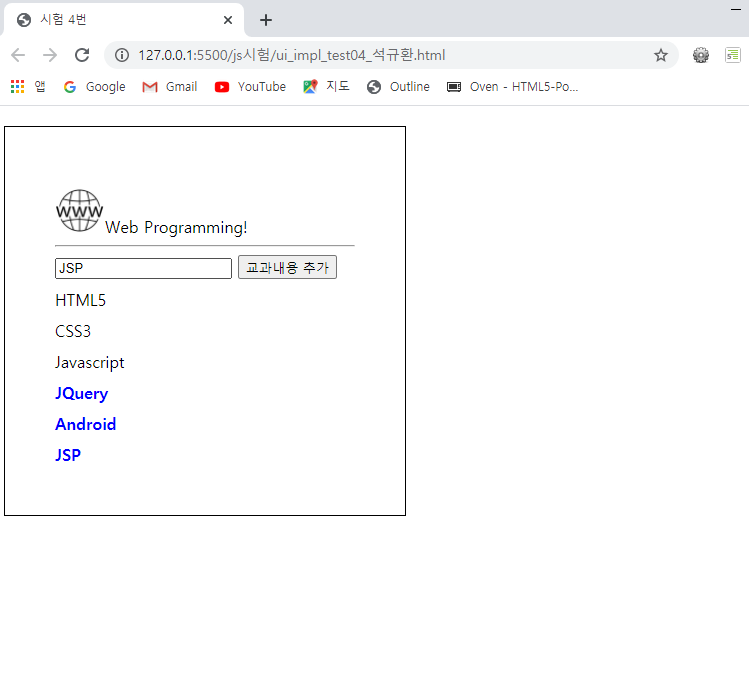 시험 4번
127.0.0.1:5500/js시험/ui_impl_test04_석규환.html
앱 Google Gmail YouTube 지도 Outline Oven - HTML5-Po...
WWW Web Programming!
JSP 교과내용 추가
HTML5
CSS3
Javascript
JQuery
Android
JSP